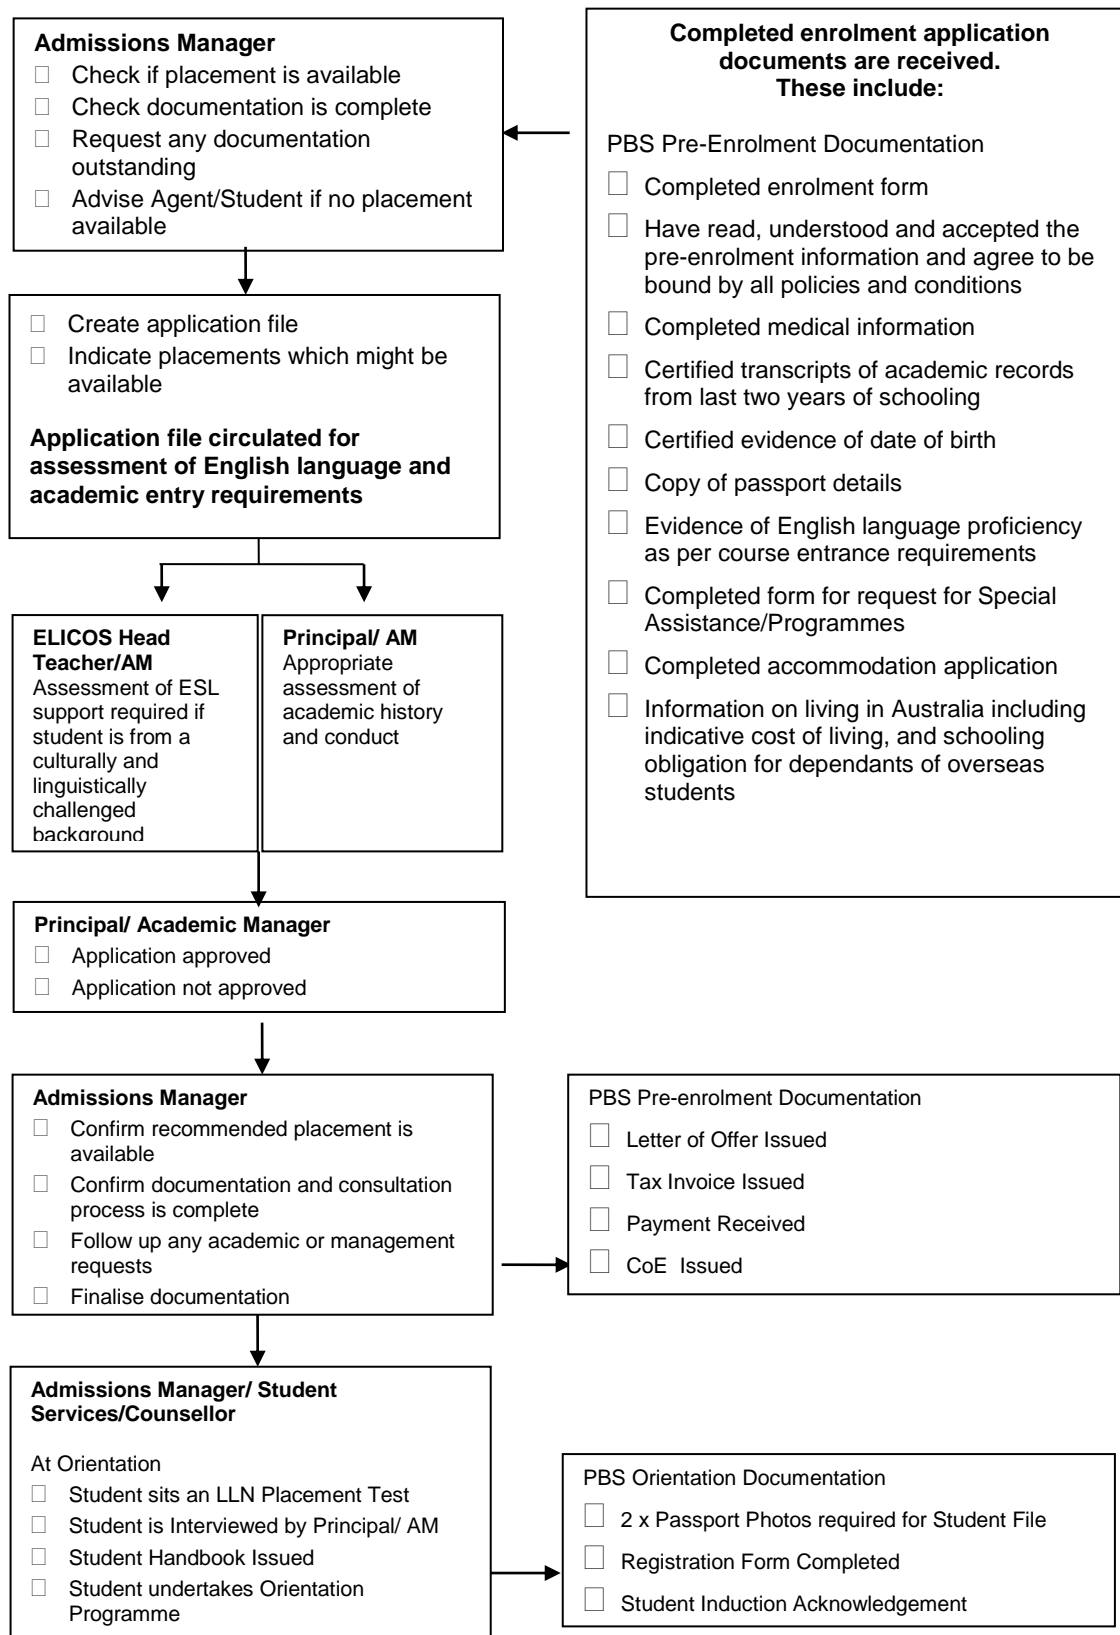 Admissions Manager
☐ Check if placement is available
☐ Check documentation is complete
☐ Request any documentation
outstanding
☐ Advise Agent/Student if no placement
available
Completed enrolment application
documents are received.
These include:
PBS Pre-Enrolment Documentation
☐ Completed enrolment form
☐ Have read, understood and accepted the
pre-enrolment information and agree to be
bound by all policies and conditions
☐ Completed medical information
☐ Certified transcripts of academic records
from last two years of schooling
☐ Certified evidence of date of birth
☐ Copy of passport details
☐ Evidence of English language proficiency
as per course entrance requirements
☐ Completed form for request for Special
Assistance/Programmes
☐ Completed accommodation application
☐ Information on living in Australia including
indicative cost of living, and schooling
obligation for dependants of overseas
students
☐ Create application file
☐ Indicate placements which might be
available
Application file circulated for
assessment of English language and
academic entry requirements
ELICOS Head
Teacher/AM
Assessment of ESL
support required if
student is from a
culturally and
linguistically
challenged
background
Principal/ AM
Appropriate
assessment of
academic history
and conduct
Principal/ Academic Manager
☐ Application approved
☐ Application not approved
Admissions Manager
☐ Confirm recommended placement is
available
☐ Confirm documentation and consultation
process is complete
☐ Follow up any academic or management
requests
☐ Finalise documentation
PBS Pre-enrolment Documentation
☐ Letter of Offer Issued
☐ Tax Invoice Issued
☐ Payment Received
☐ CoE Issued
Admissions Manager/ Student
Services/Counsellor
At Orientation
☐ Student sits an LLN Placement Test
☐ Student is Interviewed by Principal/ AM
☐ Student Handbook Issued
☐ Student undertakes Orientation
Programme
PBS Orientation Documentation
☐ 2 x Passport Photos required for Student File
☐ Registration Form Completed
☐ Student Induction Acknowledgement